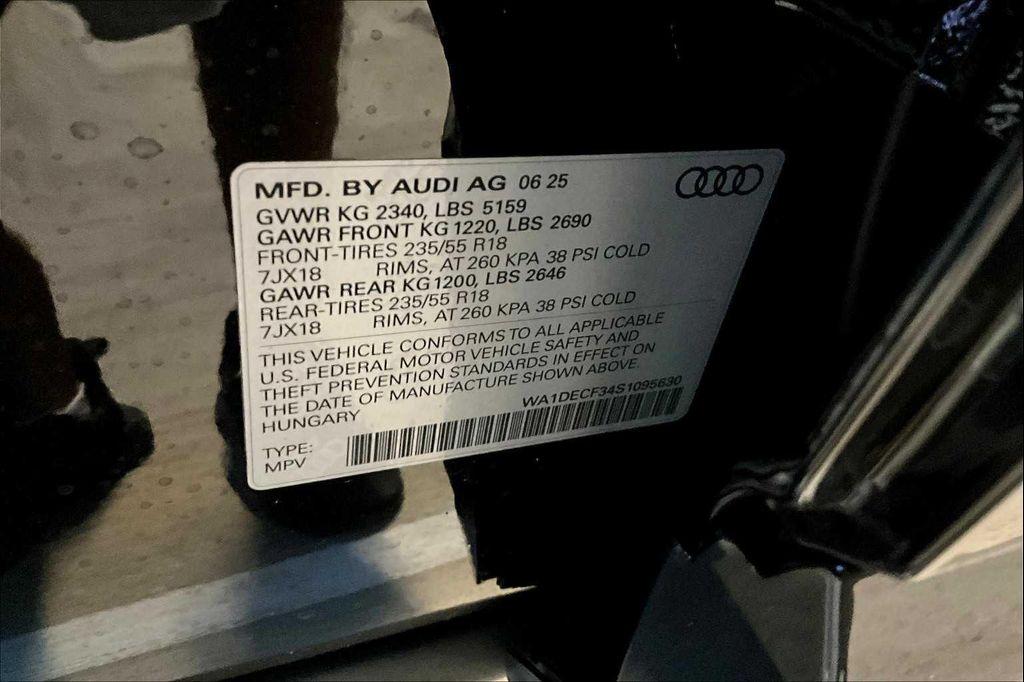 MFD. BY AUDI AG 06 25
GVWR KG 2340, LBS 5159
GAWR FRONT KG 1220, LBS 2690
FRONT-TIRES 235/55 R18
7JX18 RIMS, AT 260 KPA 38 PSI COLD
GAWR REAR KG 1200, LBS 2646
REAR-TIRES 235/55 R18
7JX18 RIMS, AT 260 KPA 38 PSI COLD
THIS VEHICLE CONFORMS TO ALL APPLICABLE
U.S. FEDERAL MOTOR VEHICLE SAFETY AND
THEFT PREVENTION STANDARDS IN EFFECT ON
THE DATE OF MANUFACTURE SHOWN ABOVE.
HUNGARY WA1DECF34S1095630
TYPE:
MPV